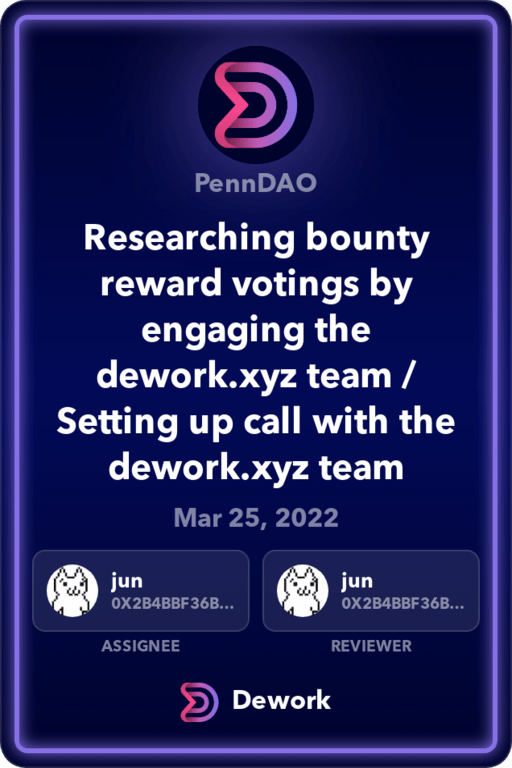 PennDAO
Researching bounty
reward votings by
engaging the
dework.xyz team /
Setting up call with the
dework.xyz team
Mar 25, 2022
jun
0X2B4BBF36B...
ASSIGNEE
jun
0X2B4BBF36B...
REVIEWER
Dework